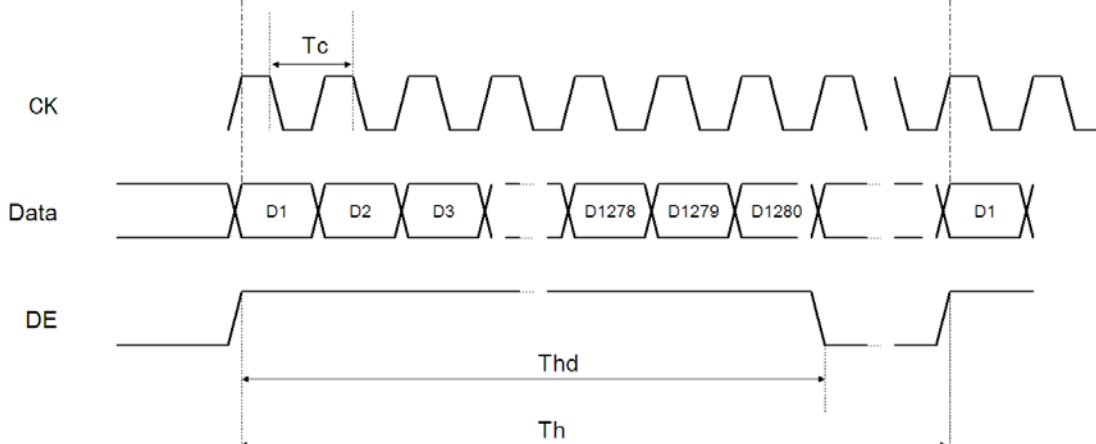 Tc
CK
Data D1 D2 D3 D1278 D1279 D1280 D1
DE
Thd
Th